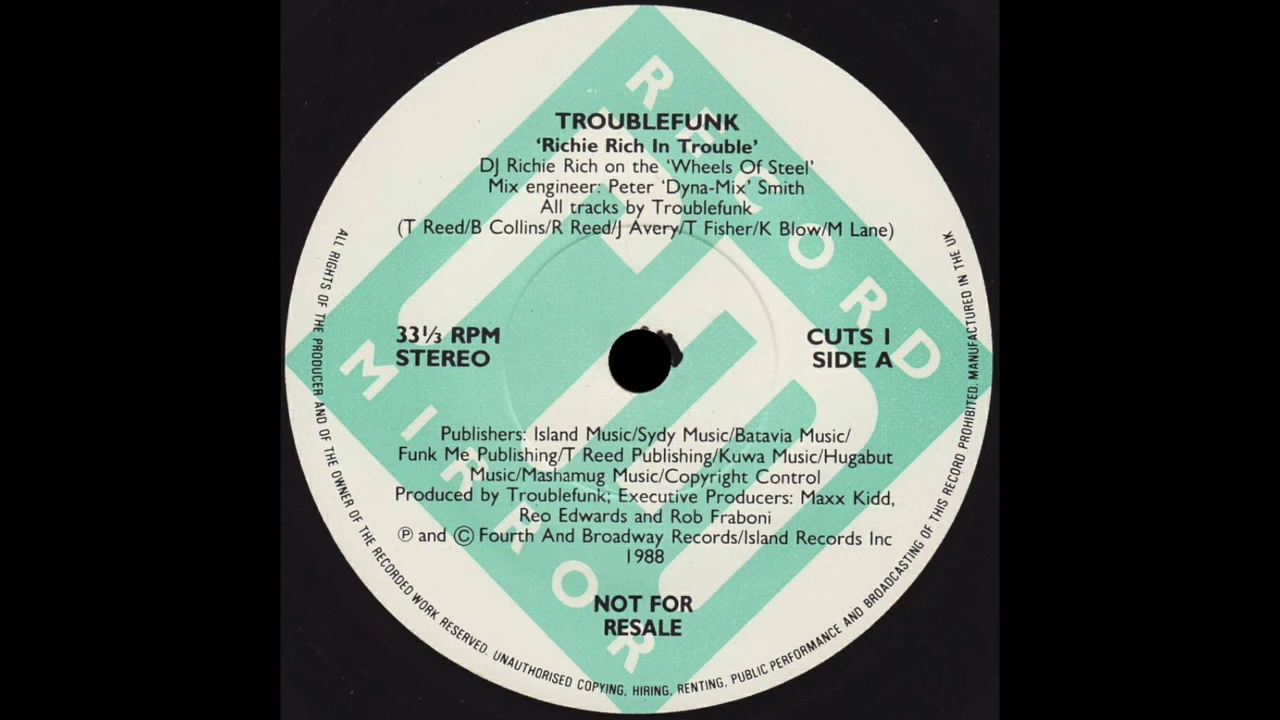 RECORD
MIRROR
TROUBLEFUNK
‘Richie Rich In Trouble’
DJ Richie Rich on the ‘Wheels Of Steel’
Mix engineer: Peter ‘Dyna-Mix’ Smith
All tracks by Troublefunk
(T Reed/B Collins/R Reed/J Avery/T Fisher/K Blow/M Lane)
33⅓ RPM
STEREO
CUTS 1
SIDE A
Publishers: Island Music/Sydy Music/Batavia Music/
Funk Me Publishing/T Reed Publishing/Kuwa Music/Hugabut
Music/Mashamug Music/Copyright Control
Produced by Troublefunk; Executive Producers: Maxx Kidd,
Reo Edwards and Rob Fraboni
℗ and © Fourth And Broadway Records/Island Records Inc
1988
NOT FOR
RESALE
ALL RIGHTS OF THE PRODUCER AND OF THE OWNER OF THE RECORDED WORK RESERVED. UNAUTHORISED COPYING, HIRING, RENTING, PUBLIC PERFORMANCE AND BROADCASTING OF THIS RECORD PROHIBITED. MANUFACTURED IN THE UK